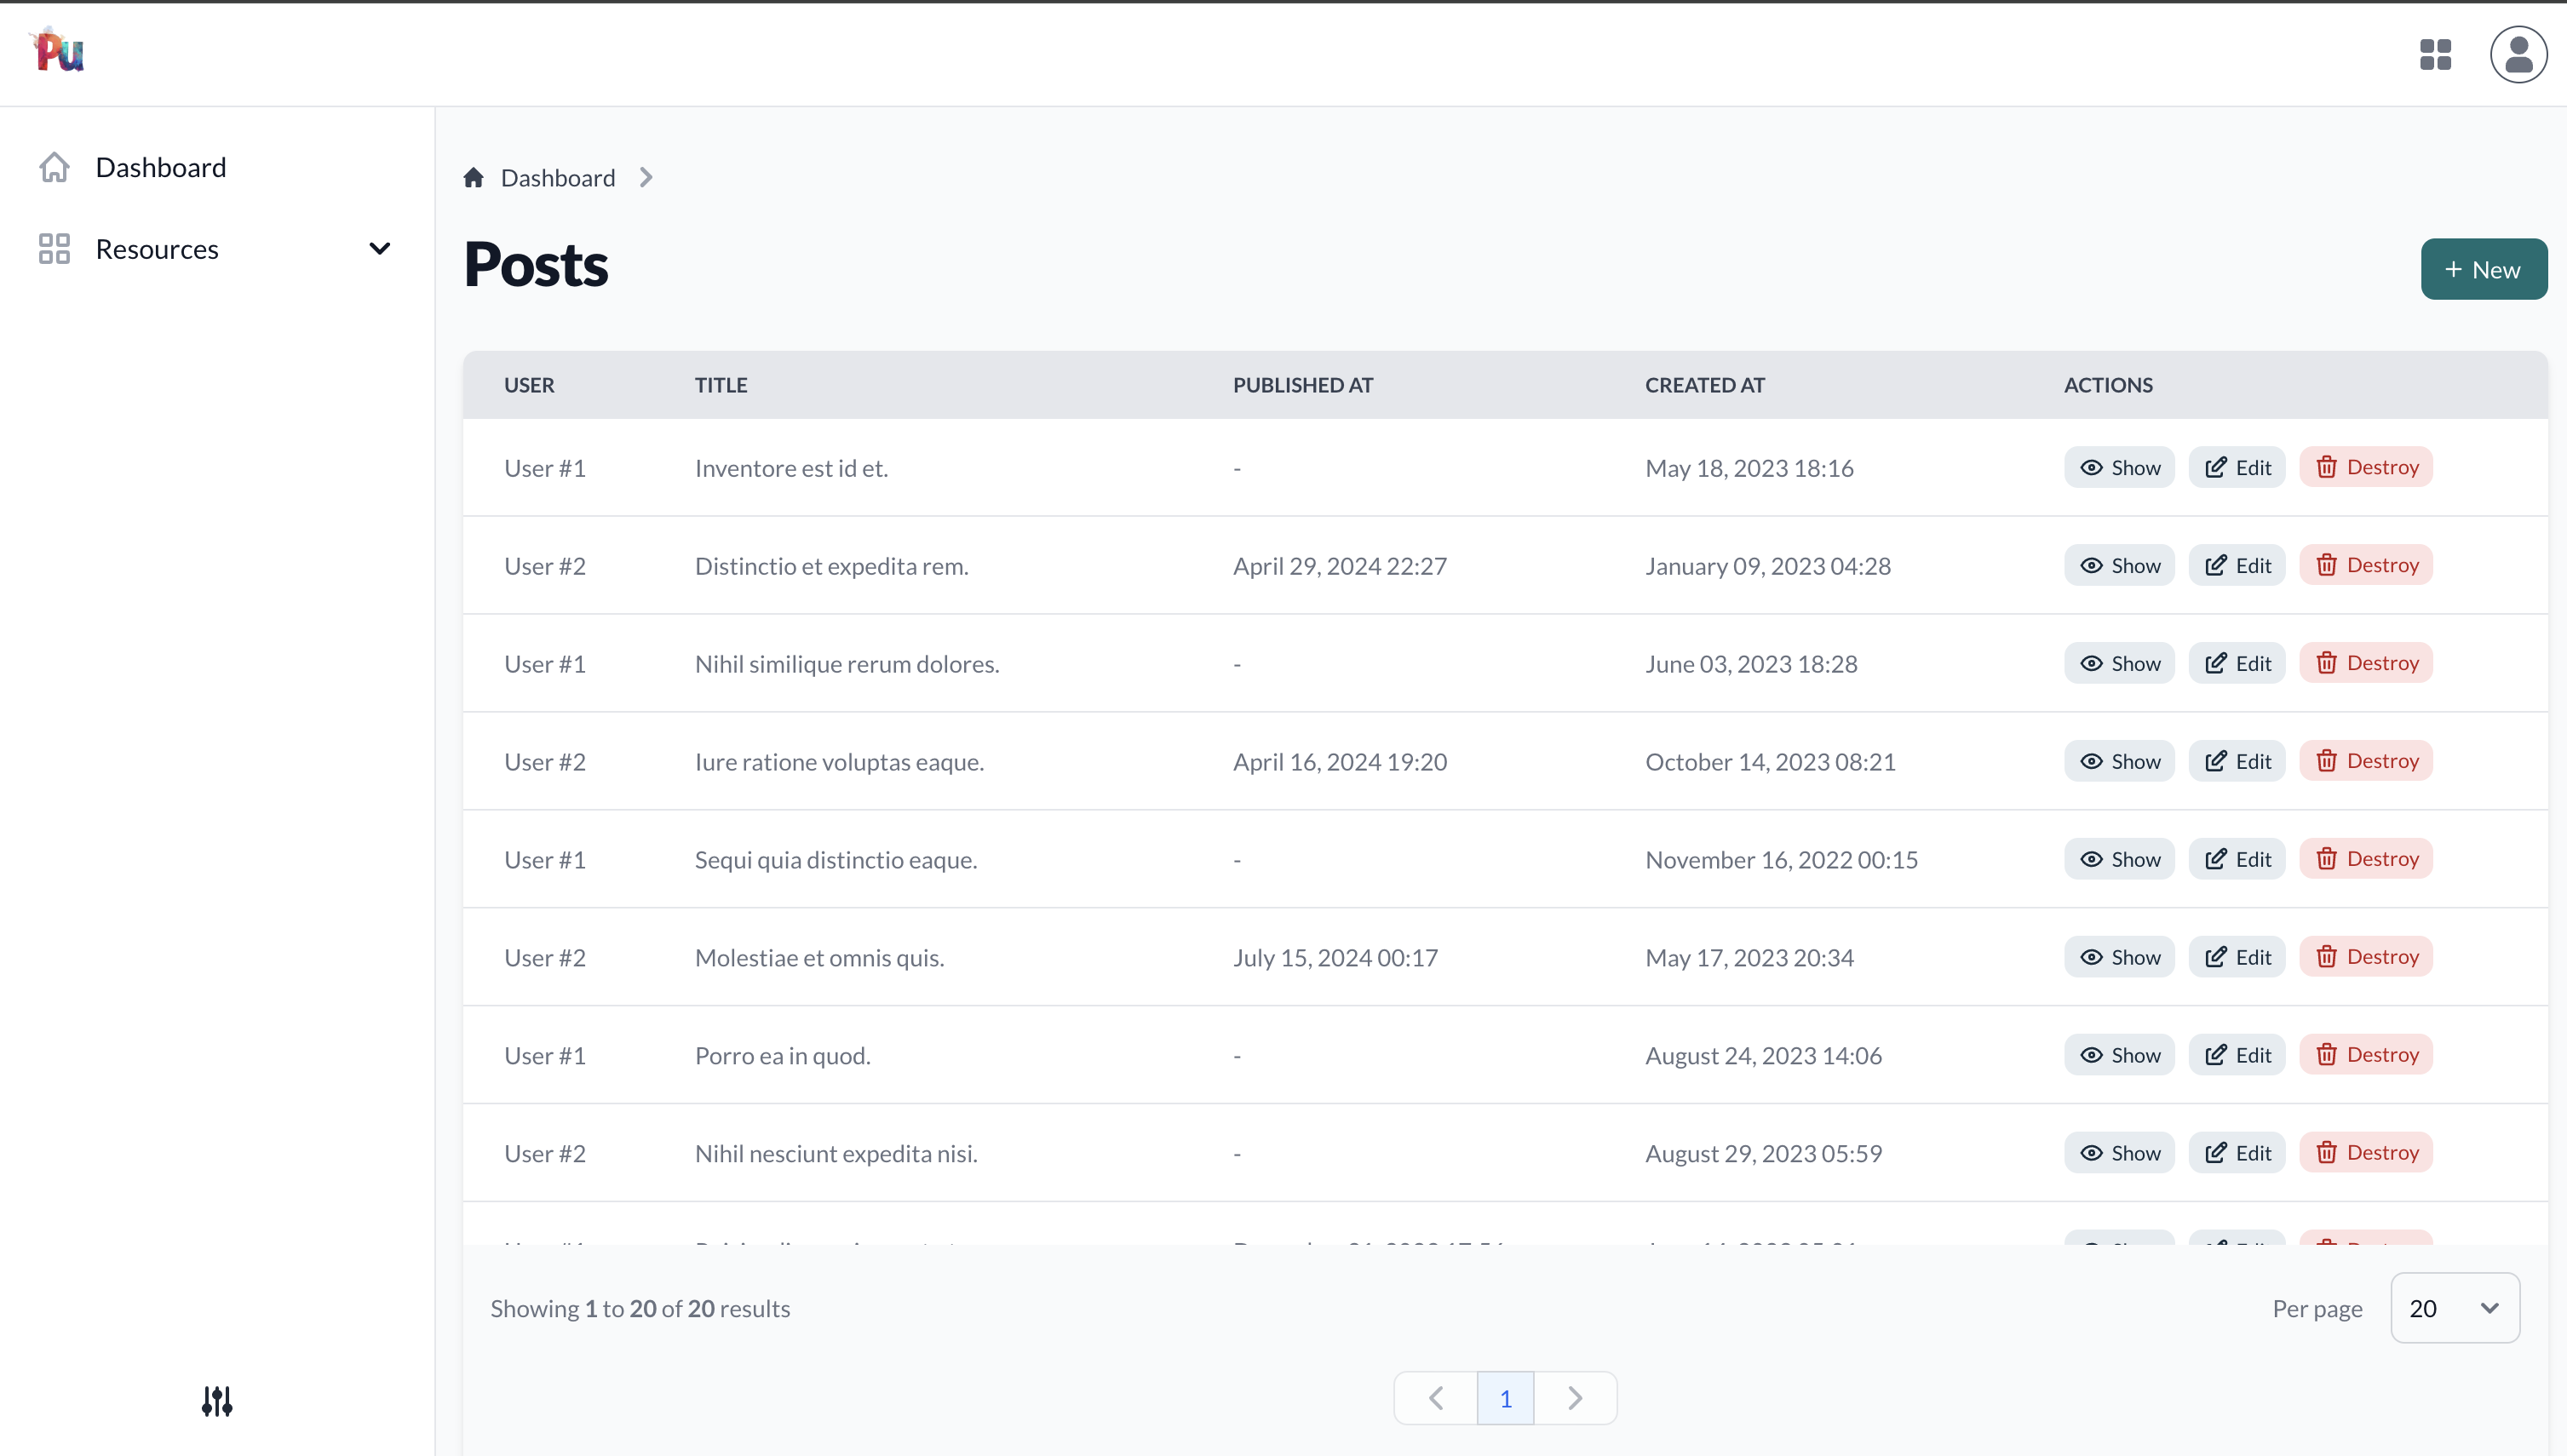 Pu
Dashboard
Resources
Dashboard
Posts
+ New
USER TITLE PUBLISHED AT CREATED AT ACTIONS
User #1 Inventore est id et. - May 18, 2023 18:16 Show Edit Destroy
User #2 Distinctio et expedita rem. April 29, 2024 22:27 January 09, 2023 04:28 Show Edit Destroy
User #1 Nihil similique rerum dolores. - June 03, 2023 18:28 Show Edit Destroy
User #2 Iure ratione voluptas eaque. April 16, 2024 19:20 October 14, 2023 08:21 Show Edit Destroy
User #1 Sequi quia distinctio eaque. - November 16, 2022 00:15 Show Edit Destroy
User #2 Molestiae et omnis quis. July 15, 2024 00:17 May 17, 2023 20:34 Show Edit Destroy
User #1 Porro ea in quod. - August 24, 2023 14:06 Show Edit Destroy
User #2 Nihil nesciunt expedita nisi. - August 29, 2023 05:59 Show Edit Destroy
Showing 1 to 20 of 20 results
Per page 20
1